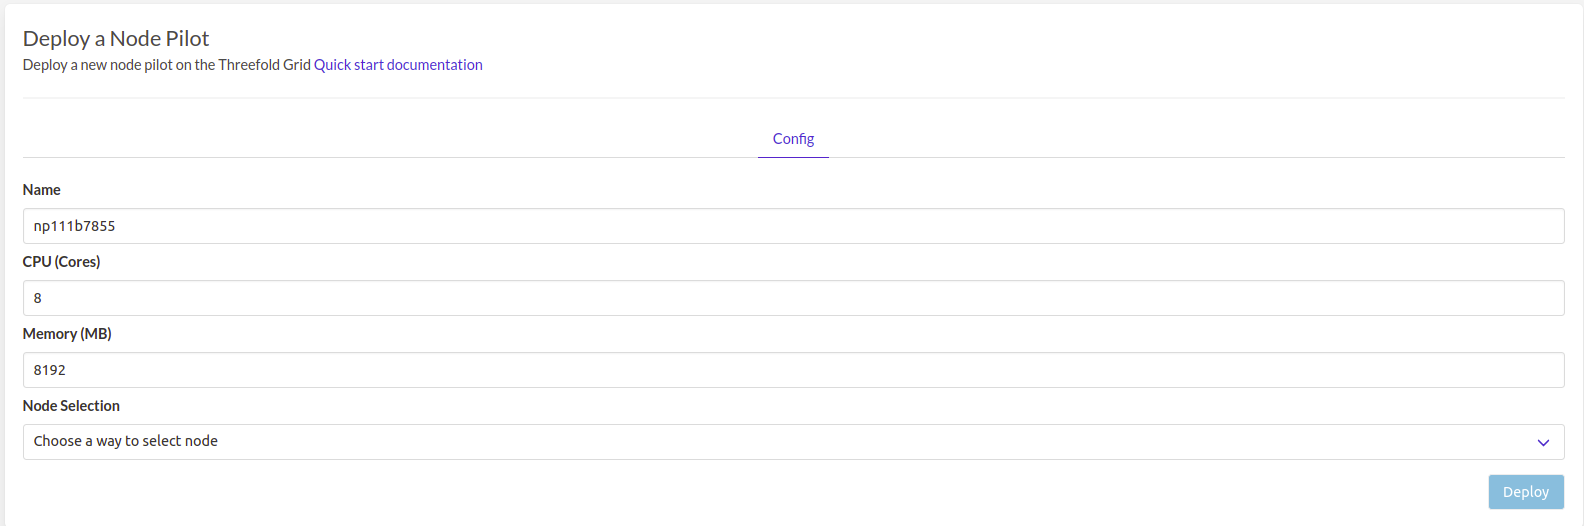 Deploy a Node Pilot
Deploy a new node pilot on the Threefold Grid Quick start documentation
Config
Name
np111b7855
CPU (Cores)
8
Memory (MB)
8192
Node Selection
Choose a way to select node
Deploy